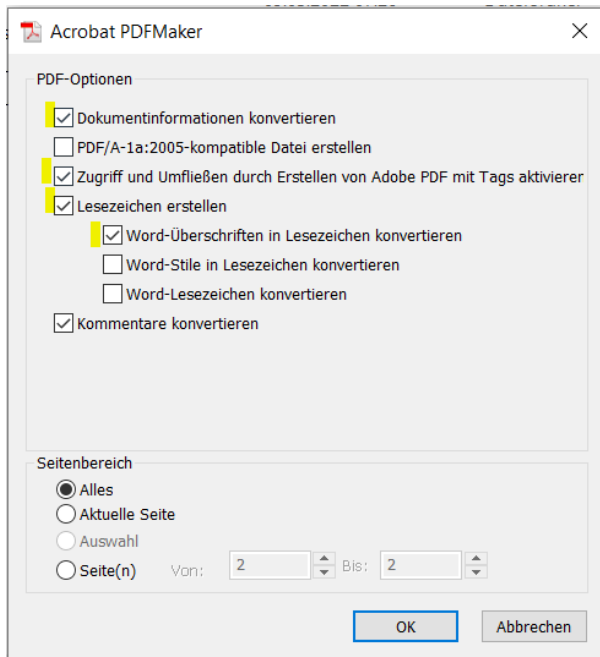 Acrobat PDFMaker
PDF-Optionen
Dokumentinformationen konvertieren
PDF/A-1a:2005-kompatible Datei erstellen
Zugriff und Umfließen durch Erstellen von Adobe PDF mit Tags aktivierer
Lesezeichen erstellen
Word-Überschriften in Lesezeichen konvertieren
Word-Stile in Lesezeichen konvertieren
Word-Lesezeichen konvertieren
Kommentare konvertieren
Seitenbereich
Alles
Aktuelle Seite
Auswahl
Seite(n) Von: 2 Bis: 2
OK Abbrechen